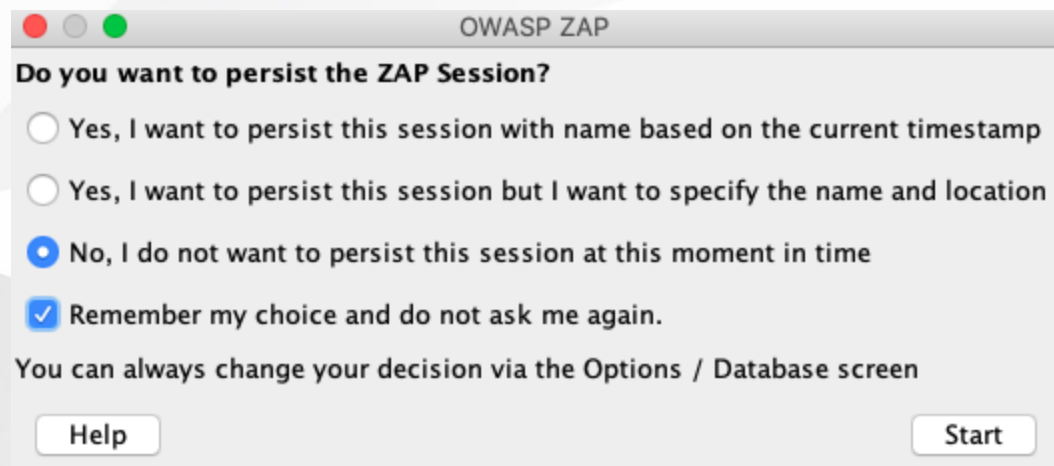 OWASP ZAP
Do you want to persist the ZAP Session?
Yes, I want to persist this session with name based on the current timestamp
Yes, I want to persist this session but I want to specify the name and location
No, I do not want to persist this session at this moment in time
Remember my choice and do not ask me again.
You can always change your decision via the Options / Database screen
Help
Start